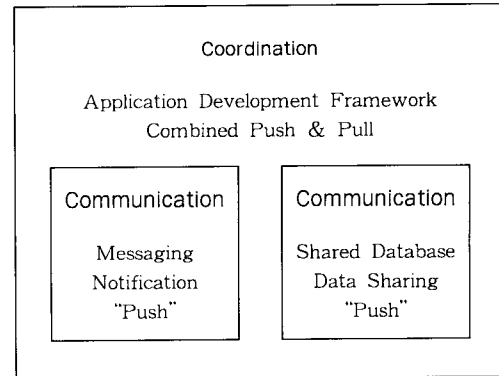 Coordination
Application Development Framework
Combined Push & Pull
Communication
Messaging
Notification
"Push"
Communication
Shared Database
Data Sharing
"Push"